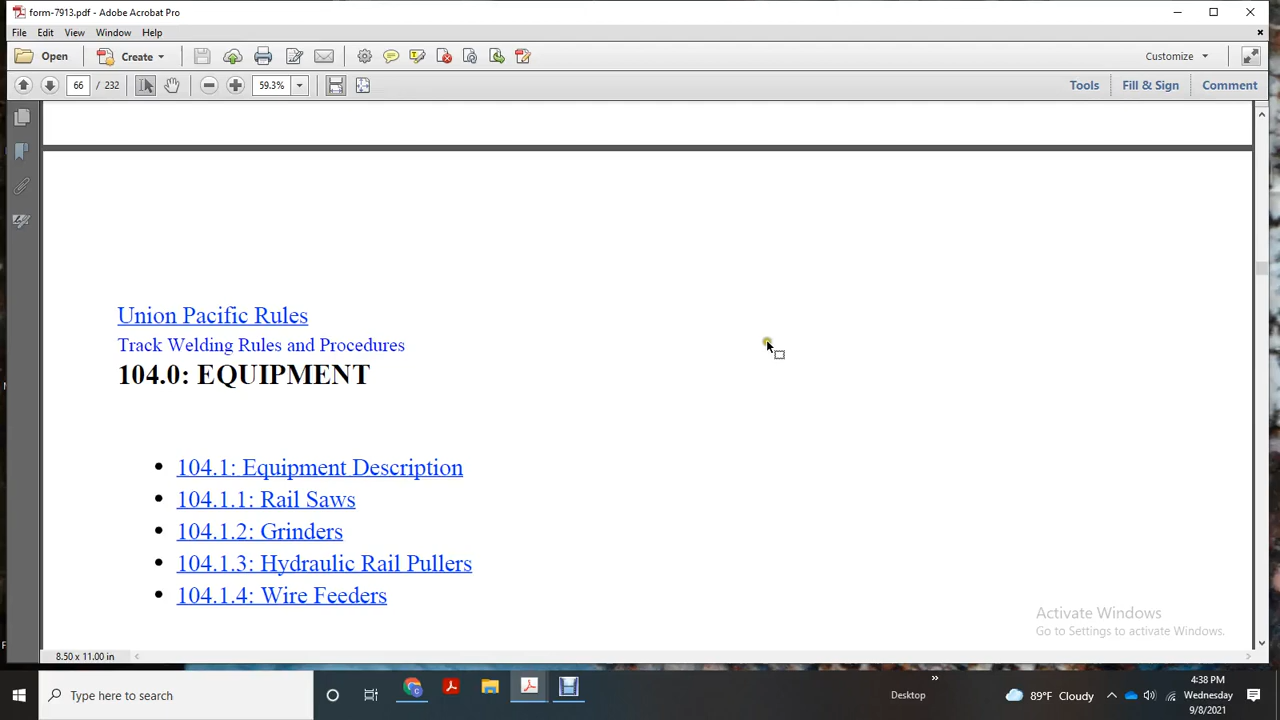 form-7913.pdf - Adobe Acrobat Pro
File Edit View Window Help
Open Create Customize
66 / 232 59.3% Tools Fill & Sign Comment
Union Pacific Rules
Track Welding Rules and Procedures
104.0: EQUIPMENT
• 104.1: Equipment Description
• 104.1.1: Rail Saws
• 104.1.2: Grinders
• 104.1.3: Hydraulic Rail Pullers
• 104.1.4: Wire Feeders
Activate Windows
Go to Settings to activate Windows.
8.50 x 11.00 in
Type here to search
Desktop
89°F Cloudy
4:38 PM
Wednesday
9/8/2021